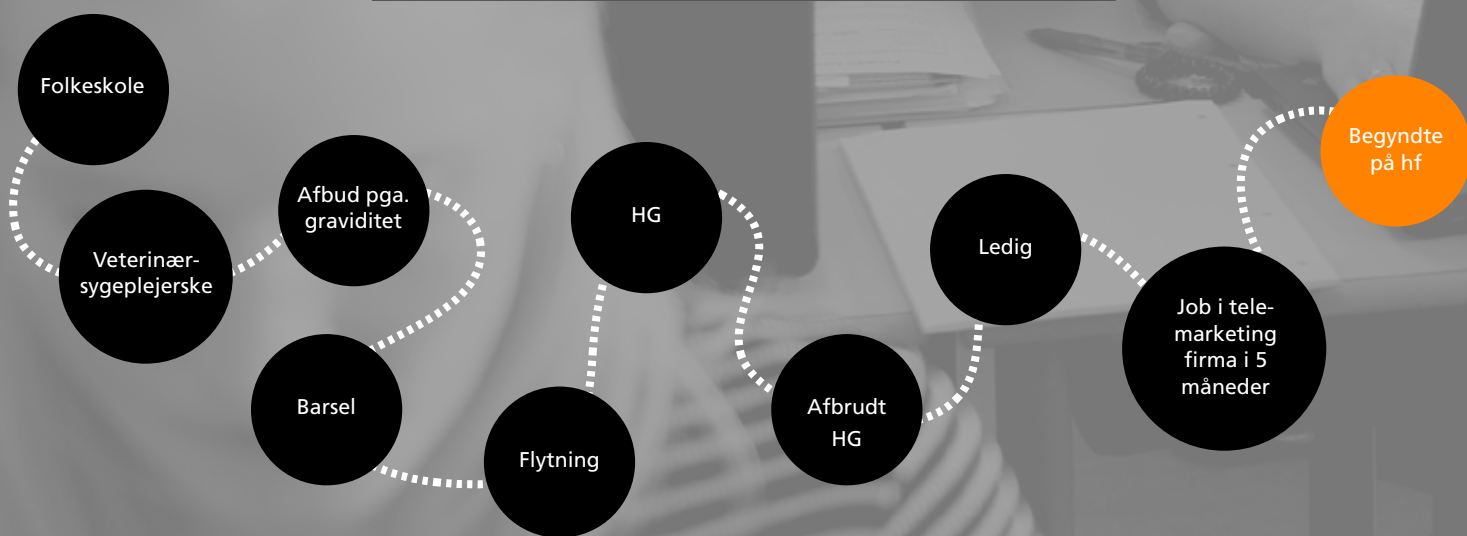 Folkeskole
Veterinær-
sygeplejerske
Afbud pga.
graviditet
Barsel
Flytning
HG
Afbrudt
HG
Ledig
Job i tele-
marketing
firma i 5
måneder
Begyndte
på hf